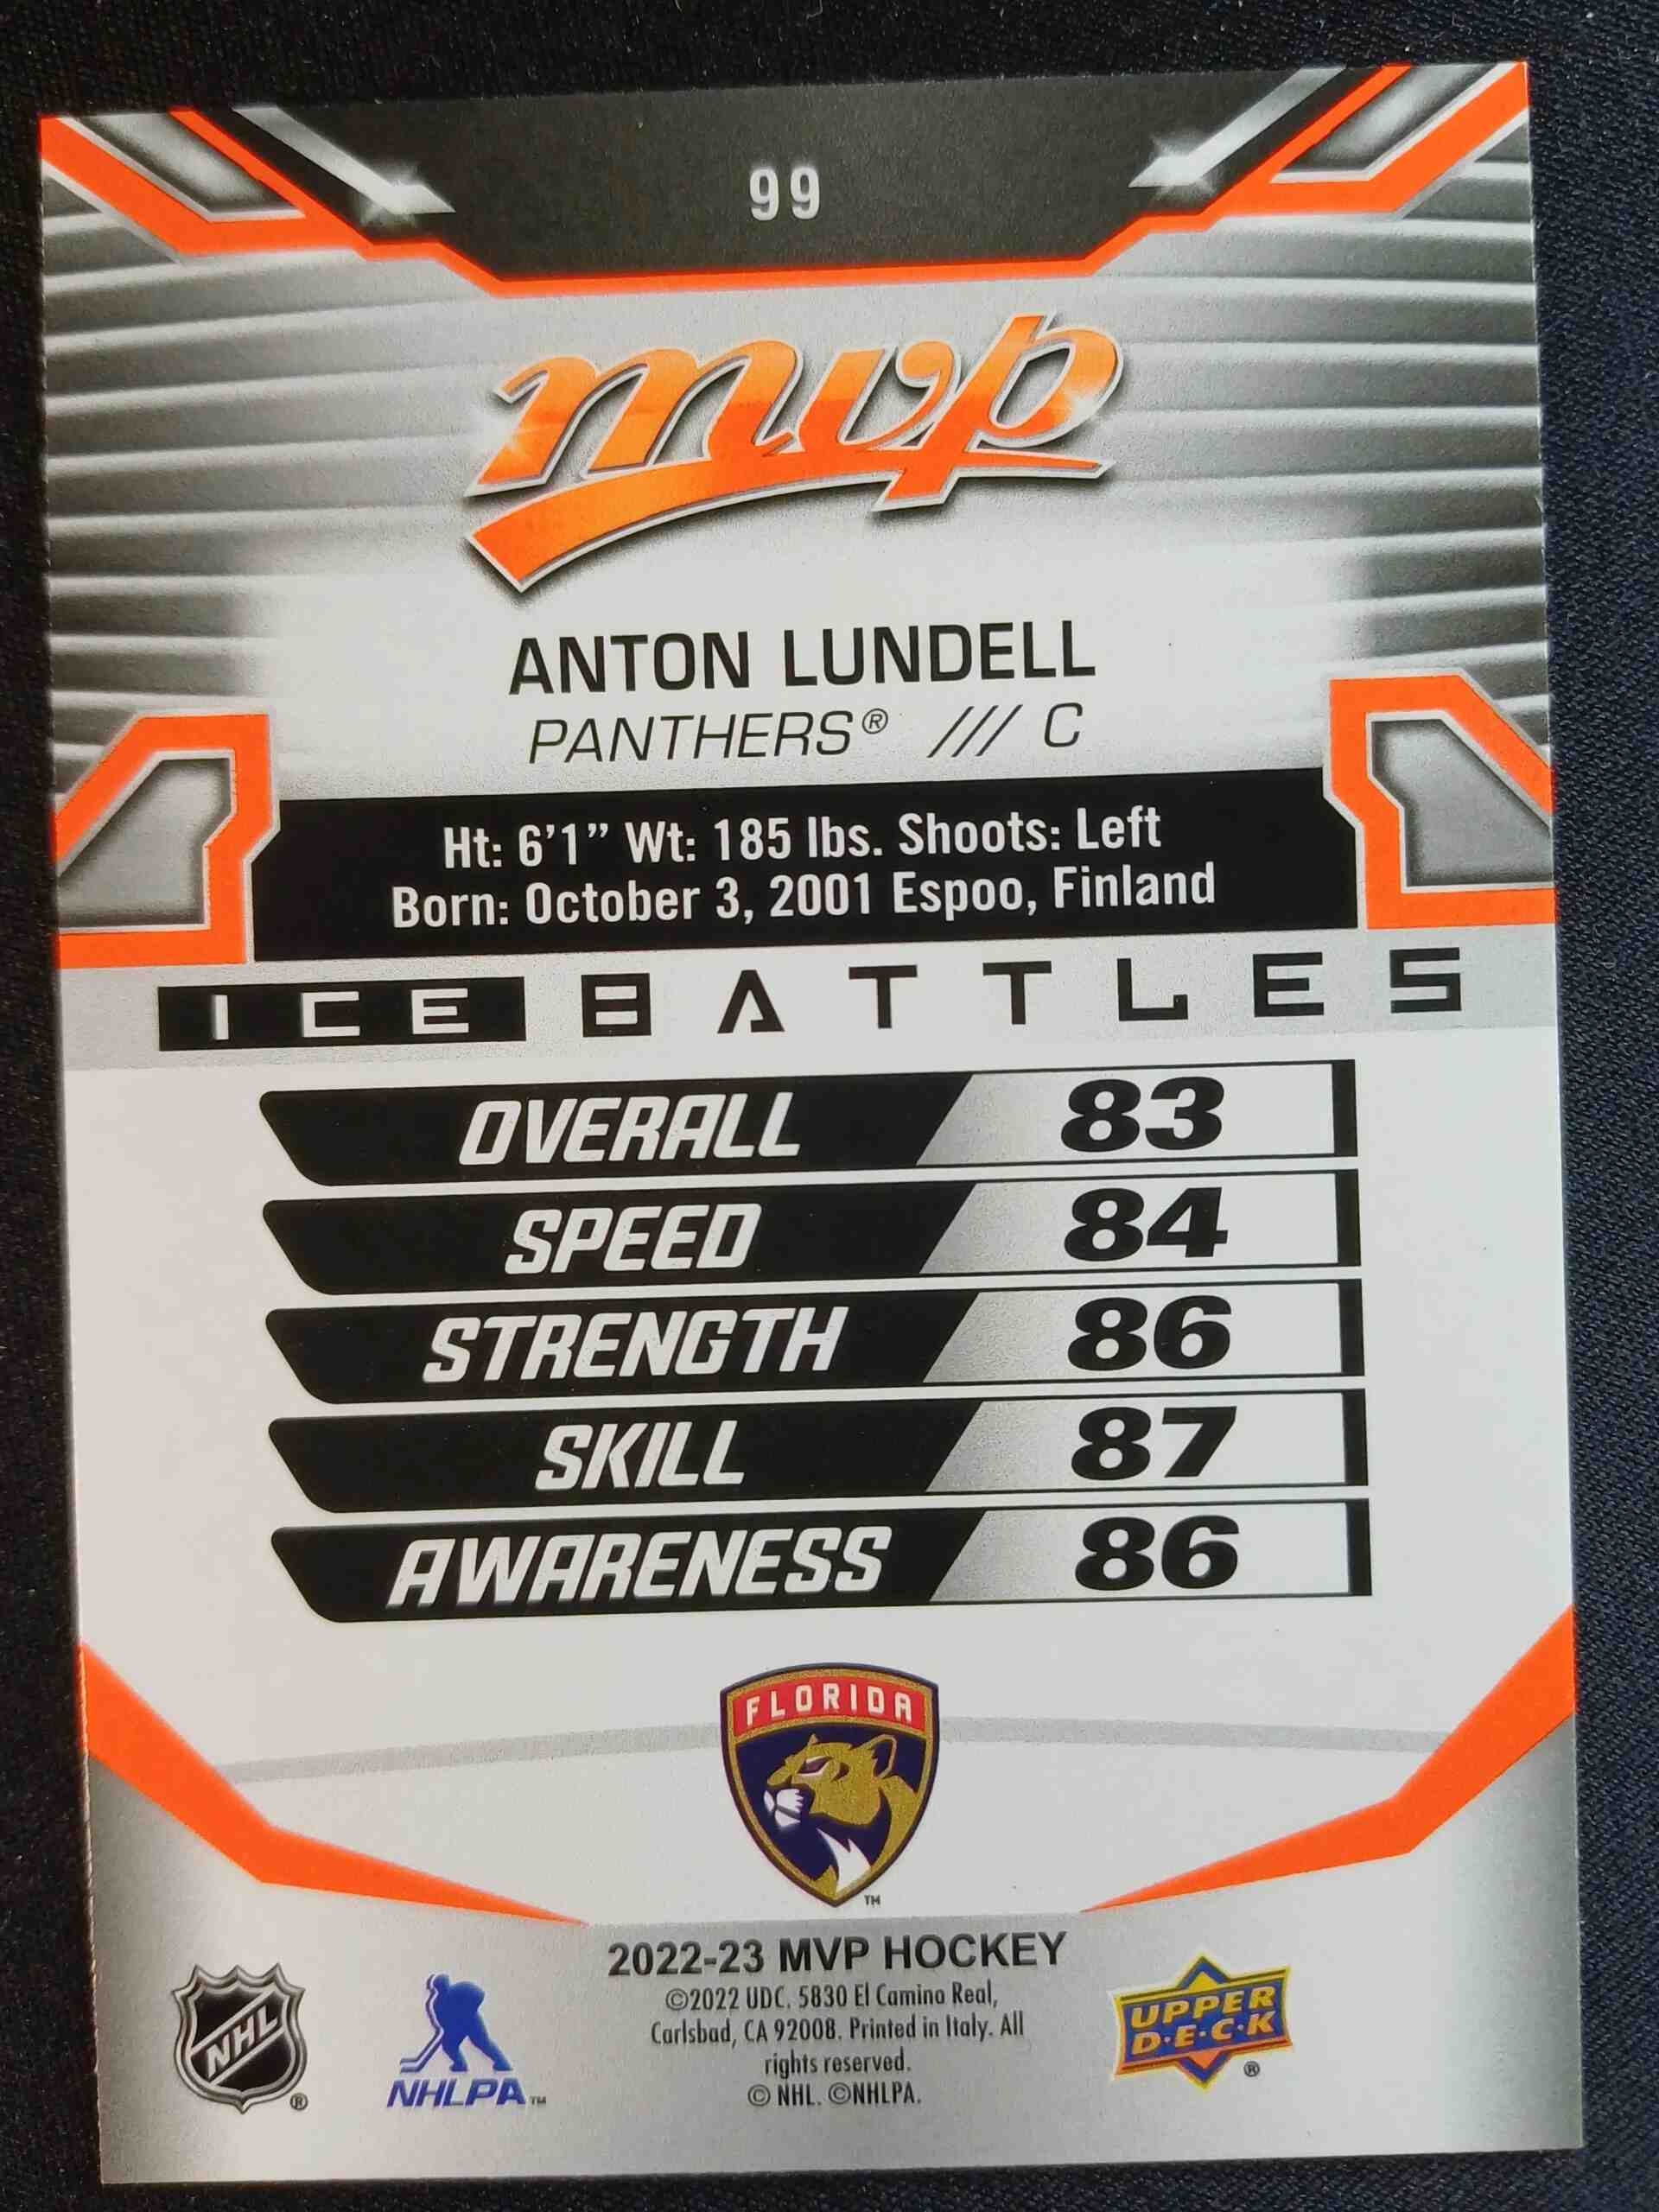 99
mvp
ANTON LUNDELL
PANTHERS® /// C
Ht: 6'1” Wt: 185 lbs. Shoots: Left
Born: October 3, 2001 Espoo, Finland
ICE BATTLES
OVERALL 83
SPEED 84
STRENGTH 86
SKILL 87
AWARENESS 86
FLORIDA
TM
2022-23 MVP HOCKEY
©2022 UDC. 5830 El Camino Real,
Carlsbad, CA 92008. Printed in Italy. All
rights reserved.
© NHL. ©NHLPA.
NHL ®
NHLPA TM
UPPER
D·E·C·K ®